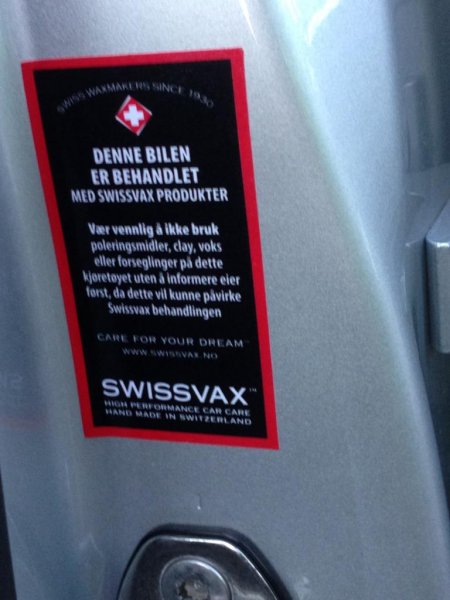 SWISS WAXMAKERS SINCE 1930
DENNE BILEN
ER BEHANDLET
MED SWISSVAX PRODUKTER
Vær vennlig å ikke bruk
poleringsmidler, clay, voks
eller forseglinger på dette
kjøretøyet uten å informere eier
først, da dette vil kunne påvirke
Swissvax behandlingen
CARE FOR YOUR DREAM™
WWW.SWISSVAX.NO
SWISSVAX™
HIGH PERFORMANCE CAR CARE
HAND MADE IN SWITZERLAND